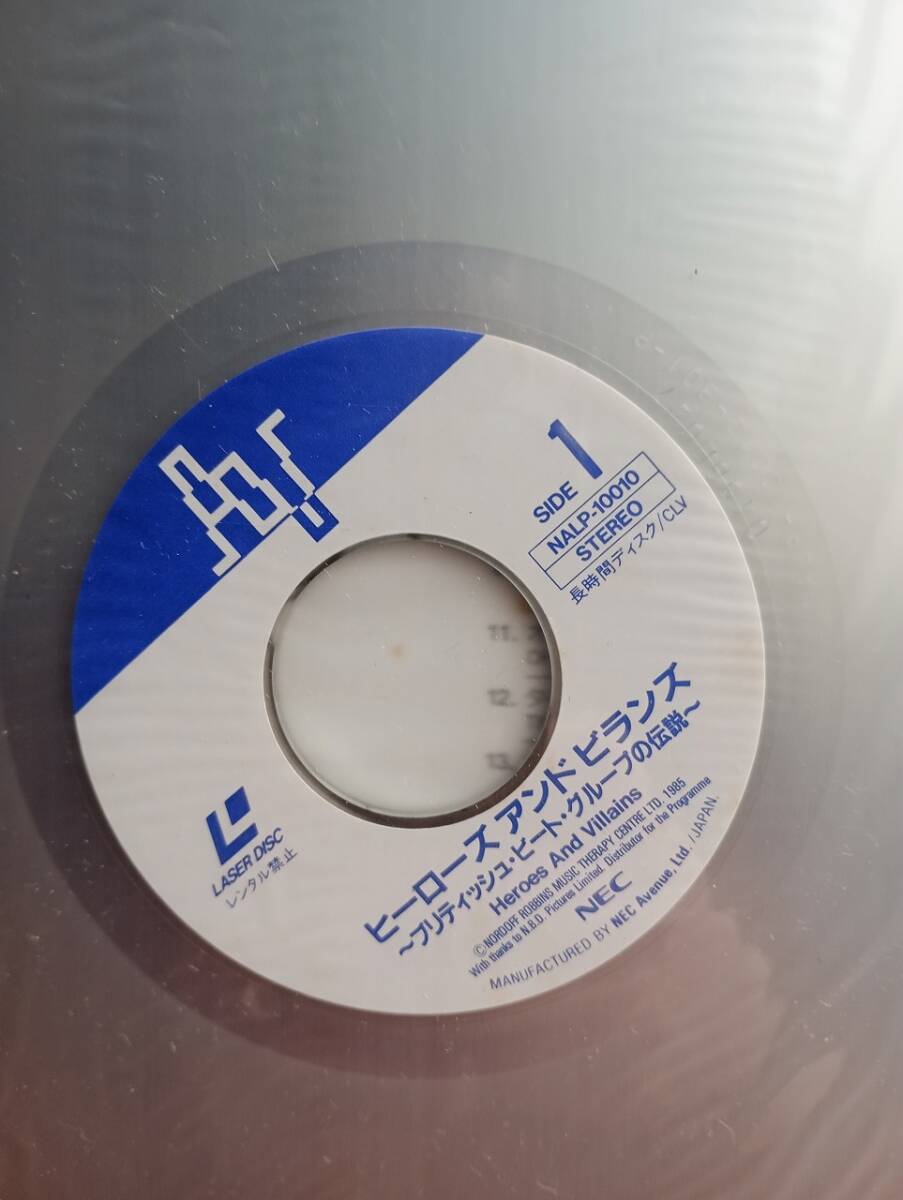 SIDE 1
NALP-10010
STEREO
長時間ディスク/CLV
11.
12.
13.
LASER DISC
レンタル禁止
ヒーローズ アンド ビランズ
～ブリティッシュ・ビート・グループの伝説～
Heroes And Villains
©NORDOFF ROBBINS MUSIC THERAPY CENTRE LTD. 1985
With thanks to N.B.D. Pictures Limited. Distributor for the Programme
NEC
MANUFACTURED BY NEC Avenue, Ltd./JAPAN.